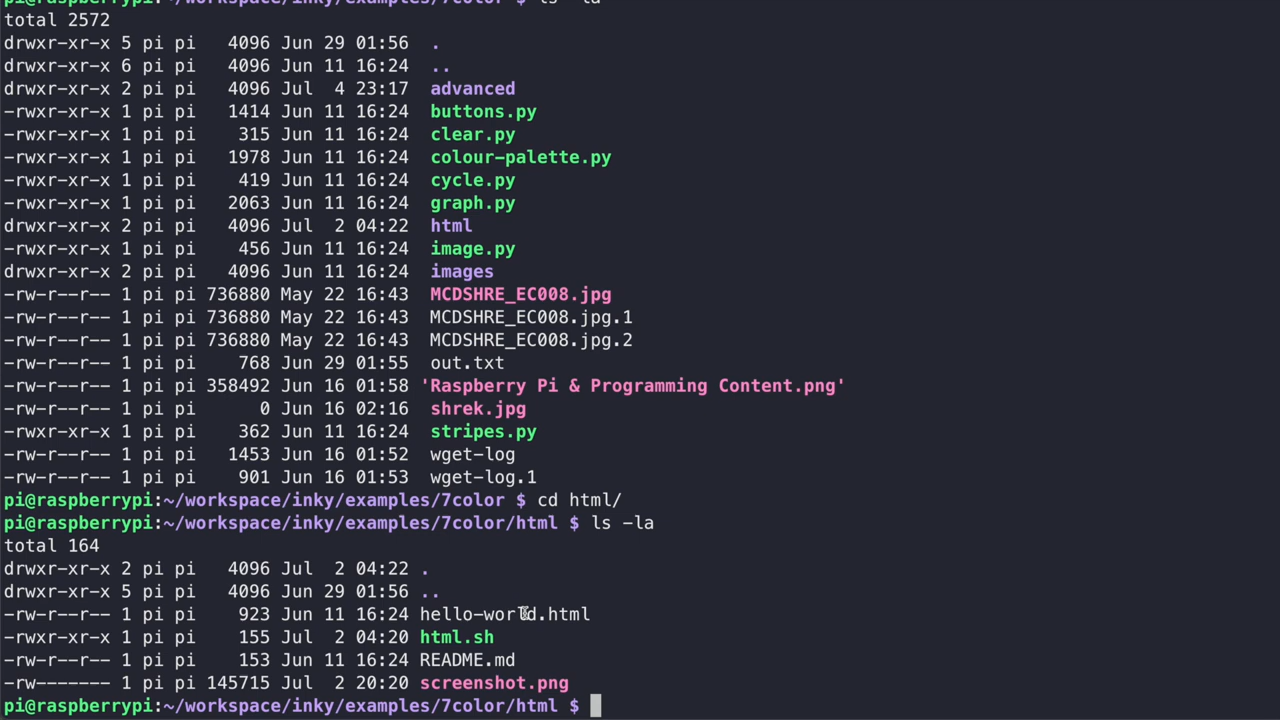 pi@raspberrypi:~/workspace/inky/examples/7color $ ls -la
total 2572
drwxr-xr-x 5 pi pi   4096 Jun 29 01:56  .
drwxr-xr-x 6 pi pi   4096 Jun 11 16:24  ..
drwxr-xr-x 2 pi pi   4096 Jul  4 23:17  advanced
-rwxr-xr-x 1 pi pi   1414 Jun 11 16:24  buttons.py
-rwxr-xr-x 1 pi pi    315 Jun 11 16:24  clear.py
-rwxr-xr-x 1 pi pi   1978 Jun 11 16:24  colour-palette.py
-rwxr-xr-x 1 pi pi    419 Jun 11 16:24  cycle.py
-rwxr-xr-x 1 pi pi   2063 Jun 11 16:24  graph.py
drwxr-xr-x 2 pi pi   4096 Jul  2 04:22  html
-rwxr-xr-x 1 pi pi    456 Jun 11 16:24  image.py
drwxr-xr-x 2 pi pi   4096 Jun 11 16:24  images
-rw-r--r-- 1 pi pi 736880 May 22 16:43  MCDSHRE_EC008.jpg
-rw-r--r-- 1 pi pi 736880 May 22 16:43  MCDSHRE_EC008.jpg.1
-rw-r--r-- 1 pi pi 736880 May 22 16:43  MCDSHRE_EC008.jpg.2
-rw-r--r-- 1 pi pi    768 Jun 29 01:55  out.txt
-rw-r--r-- 1 pi pi 358492 Jun 16 01:58 'Raspberry Pi & Programming Content.png'
-rw-r--r-- 1 pi pi      0 Jun 16 02:16  shrek.jpg
-rwxr-xr-x 1 pi pi    362 Jun 11 16:24  stripes.py
-rw-r--r-- 1 pi pi   1453 Jun 16 01:52  wget-log
-rw-r--r-- 1 pi pi    901 Jun 16 01:53  wget-log.1
pi@raspberrypi:~/workspace/inky/examples/7color $ cd html/
pi@raspberrypi:~/workspace/inky/examples/7color/html $ ls -la
total 164
drwxr-xr-x 2 pi pi   4096 Jul  2 04:22 .
drwxr-xr-x 5 pi pi   4096 Jun 29 01:56 ..
-rw-r--r-- 1 pi pi    923 Jun 11 16:24 hello-world.html
-rwxr-xr-x 1 pi pi    155 Jul  2 04:20 html.sh
-rw-r--r-- 1 pi pi    153 Jun 11 16:24 README.md
-rw------- 1 pi pi 145715 Jul  2 20:20 screenshot.png
pi@raspberrypi:~/workspace/inky/examples/7color/html $